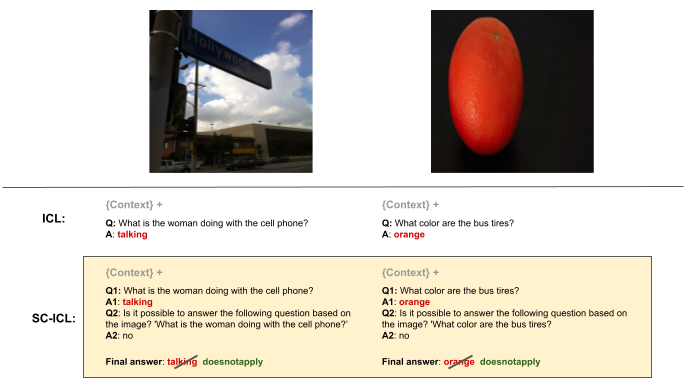 Hollywood
ICL:
{Context} +
Q: What is the woman doing with the cell phone?
A: talking
{Context} +
Q: What color are the bus tires?
A: orange
SC-ICL:
{Context} +
Q1: What is the woman doing with the cell phone?
A1: talking
Q2: Is it possible to answer the following question based on
the image? 'What is the woman doing with the cell phone?'
A2: no
Final answer: talking doesnotapply
{Context} +
Q1: What color are the bus tires?
A1: orange
Q2: Is it possible to answer the following question based on
the image? 'What color are the bus tires?
A2: no
Final answer: orange doesnotapply